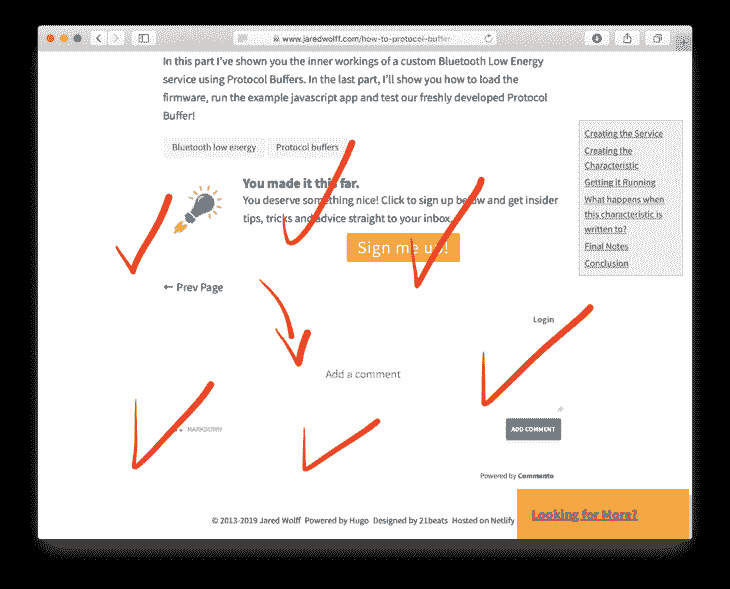 www.jaredwolff.com/how-to-protocol-buffer
In this part I've shown you the inner workings of a custom Bluetooth Low Energy
service using Protocol Buffers. In the last part, I'll show you how to load the
firmware, run the example javascript app and test our freshly developed Protocol
Buffer!
Bluetooth low energy Protocol buffers
You made it this far.
You deserve something nice! Click to sign up below and get insider
tips, tricks and advice straight to your inbox.
Sign me up!
← Prev Page
Creating the Service
Creating the
Characteristic
Getting it Running
What happens when
this characteristic is
written to?
Final Notes
Conclusion
Login
Add a comment
MARKDOWN
ADD COMMENT
Powered by Commento
© 2013-2019 Jared Wolff Powered by Hugo Designed by 21beats Hosted on Netlify
Looking for More?